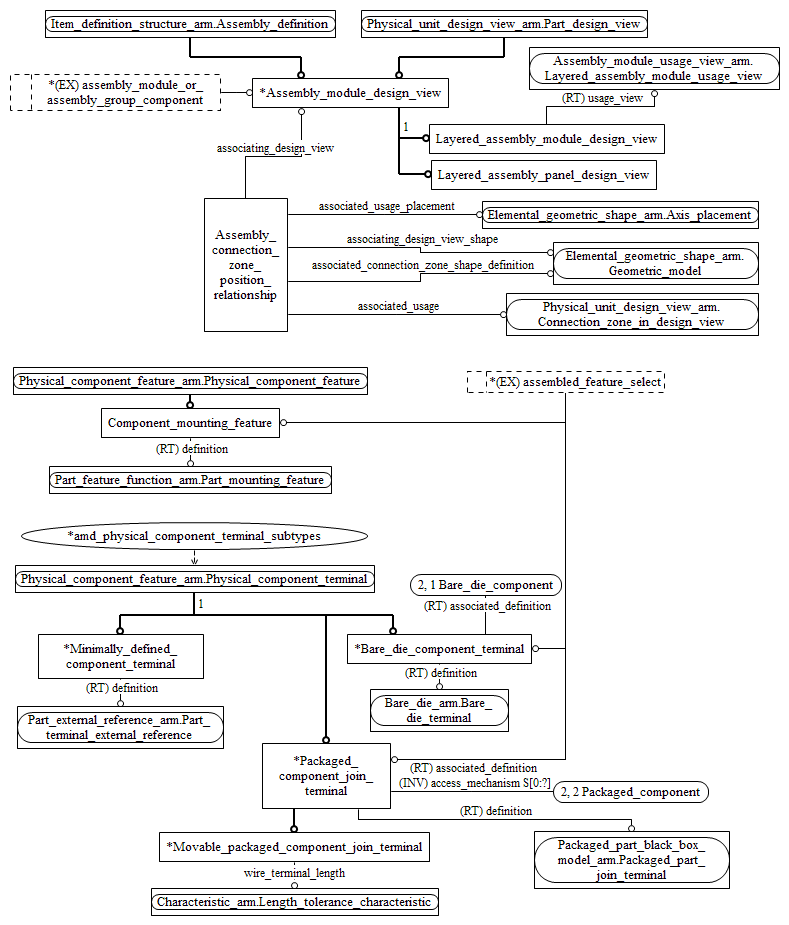 Item_definition_structure_arm.Assembly_definition
Physical_unit_design_view_arm.Part_design_view
Assembly_module_usage_view_arm.
Layered_assembly_module_usage_view
*(EX) assembly_module_or_
assembly_group_component
*Assembly_module_design_view
(RT) usage_view
1
Layered_assembly_module_design_view
associating_design_view
Layered_assembly_panel_design_view
Assembly_
connection_
zone_
position_
relationship
associated_usage_placement
Elemental_geometric_shape_arm.Axis_placement
associating_design_view_shape
associated_connection_zone_shape_definition
Elemental_geometric_shape_arm.
Geometric_model
associated_usage
Physical_unit_design_view_arm.
Connection_zone_in_design_view
Physical_component_feature_arm.Physical_component_feature
*(EX) assembled_feature_select
Component_mounting_feature
(RT) definition
Part_feature_function_arm.Part_mounting_feature
*amd_physical_component_terminal_subtypes
Physical_component_feature_arm.Physical_component_terminal
1
2, 1 Bare_die_component
(RT) associated_definition
*Minimally_defined_
component_terminal
*Bare_die_component_terminal
(RT) definition
(RT) definition
Part_external_reference_arm.Part_
terminal_external_reference
Bare_die_arm.Bare_
die_terminal
*Packaged_
component_join_
terminal
(RT) associated_definition
(INV) access_mechanism S[0:?]
2, 2 Packaged_component
(RT) definition
*Movable_packaged_component_join_terminal
Packaged_part_black_box_
model_arm.Packaged_part_
join_terminal
wire_terminal_length
Characteristic_arm.Length_tolerance_characteristic